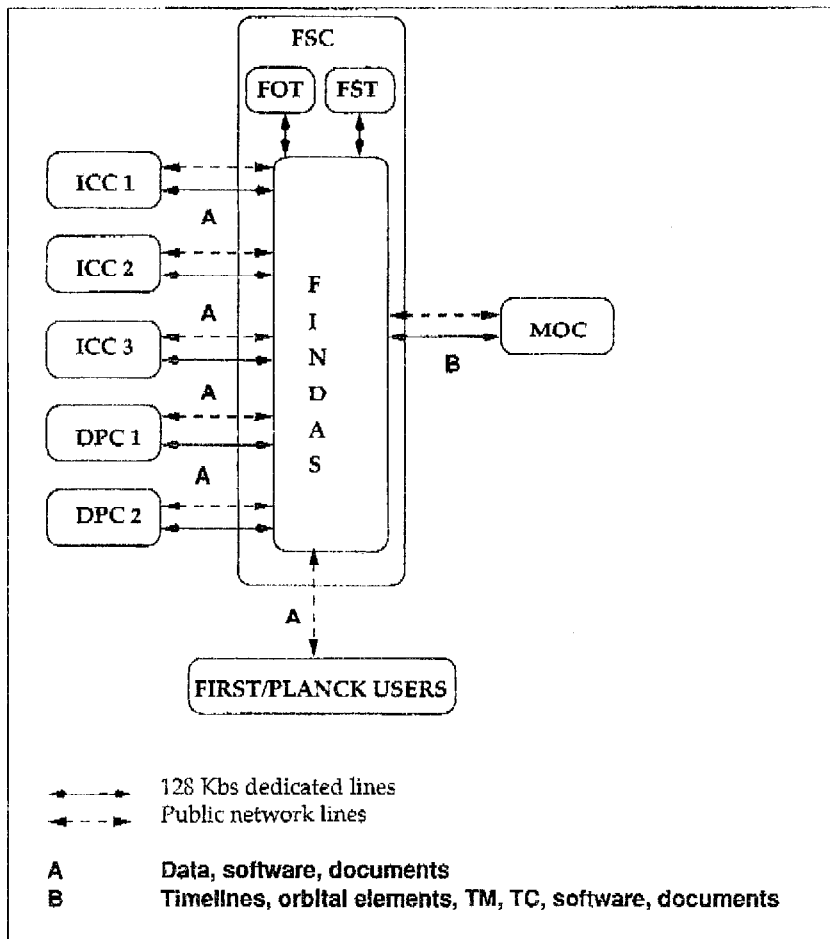 FSC
FOT
FST
ICC 1
A
ICC 2
A
ICC 3
A
DPC 1
A
DPC 2
F
I
N
D
A
S
MOC
B
A
FIRST/PLANCK USERS
128 Kbs dedicated lines
Public network lines
A Data, software, documents
B Timelines, orbital elements, TM, TC, software, documents